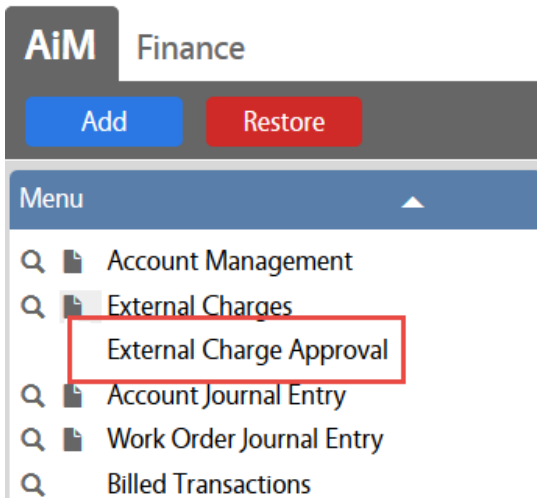 AiM Finance
Add Restore
Menu
Account Management
External Charges
External Charge Approval
Account Journal Entry
Work Order Journal Entry
Billed Transactions